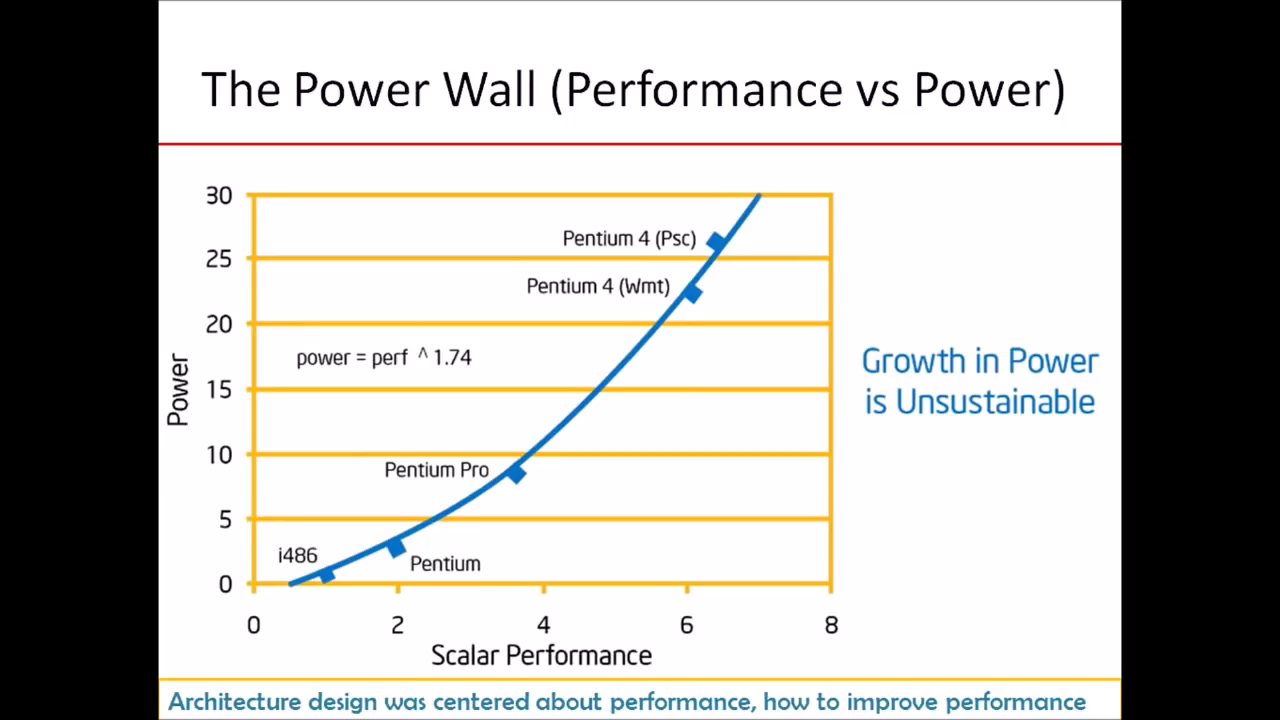 The Power Wall (Performance vs Power)
30
Pentium 4 (Psc)
25
Pentium 4 (Wmt)
20
power = perf ^ 1.74
Growth in Power
is Unsustainable
15
Power
10
Pentium Pro
5
i486
Pentium
0
0 2 4 6 8
Scalar Performance
Architecture design was centered about performance, how to improve performance